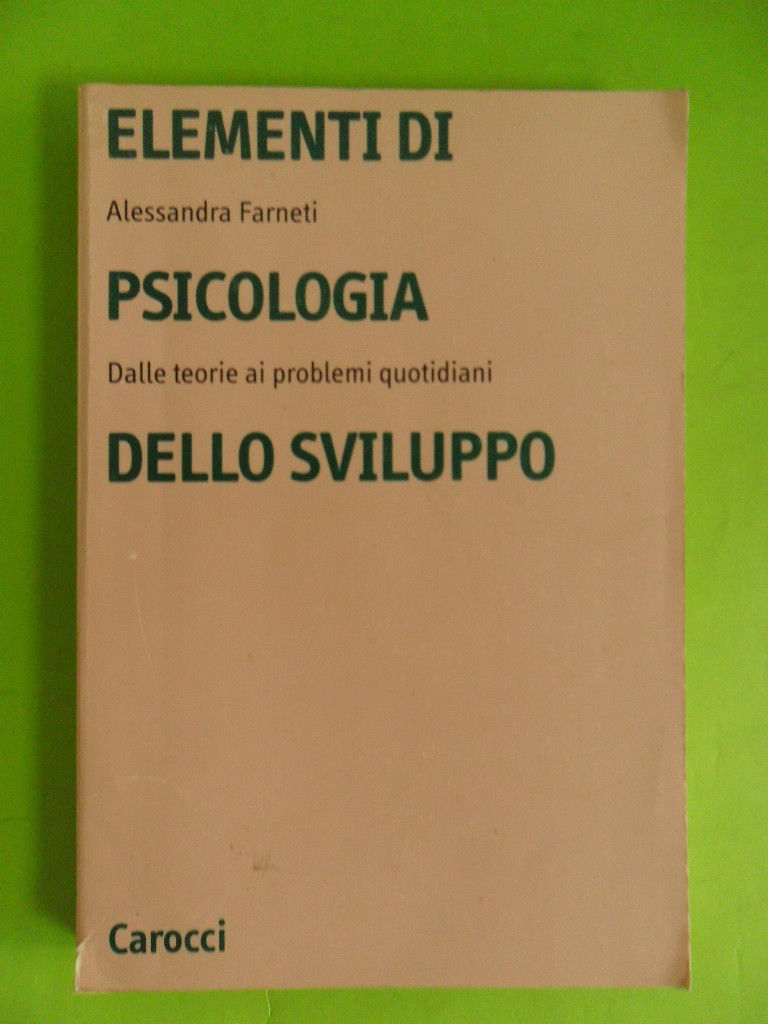 ELEMENTI DI
Alessandra Farneti
PSICOLOGIA
Dalle teorie ai problemi quotidiani
DELLO SVILUPPO
Carocci